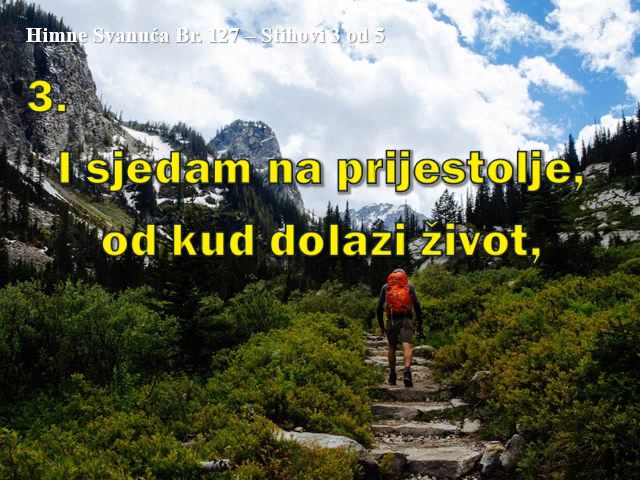 Himne Svanuća Br. 127 – Stihovi 3 od 5
3.
I sjedam na prijestolje,
od kud dolazi život,